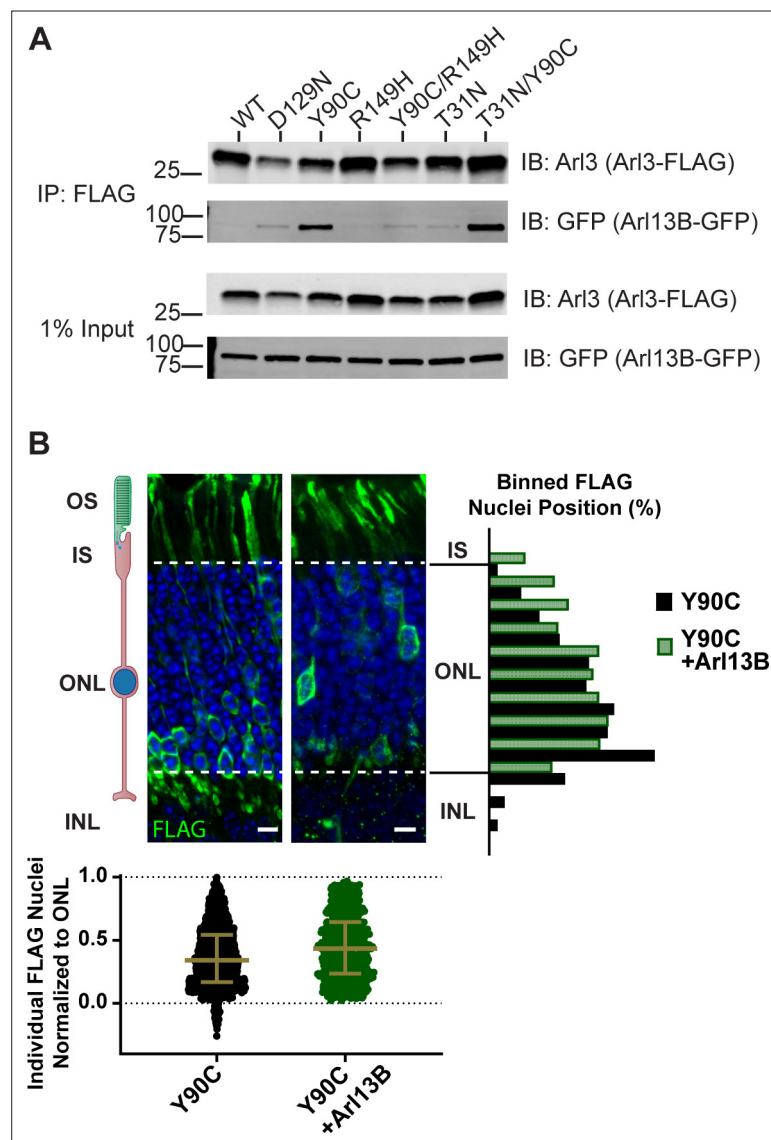 A
WT
D129N
Y90C
R149H
Y90C/R149H
T31N
T31N/Y90C
IP: FLAG
25
IB: Arl3 (Arl3-FLAG)
100
75
IB: GFP (Arl13B-GFP)
1% Input
25
IB: Arl3 (Arl3-FLAG)
100
75
IB: GFP (Arl13B-GFP)
B
OS
IS
ONL
INL
FLAG
Binned FLAG
Nuclei Position (%)
IS
ONL
INL
Y90C
Y90C
+Arl13B
Individual FLAG Nuclei
Normalized to ONL
1.0
0.5
0.0
Y90C
Y90C
+Arl13B